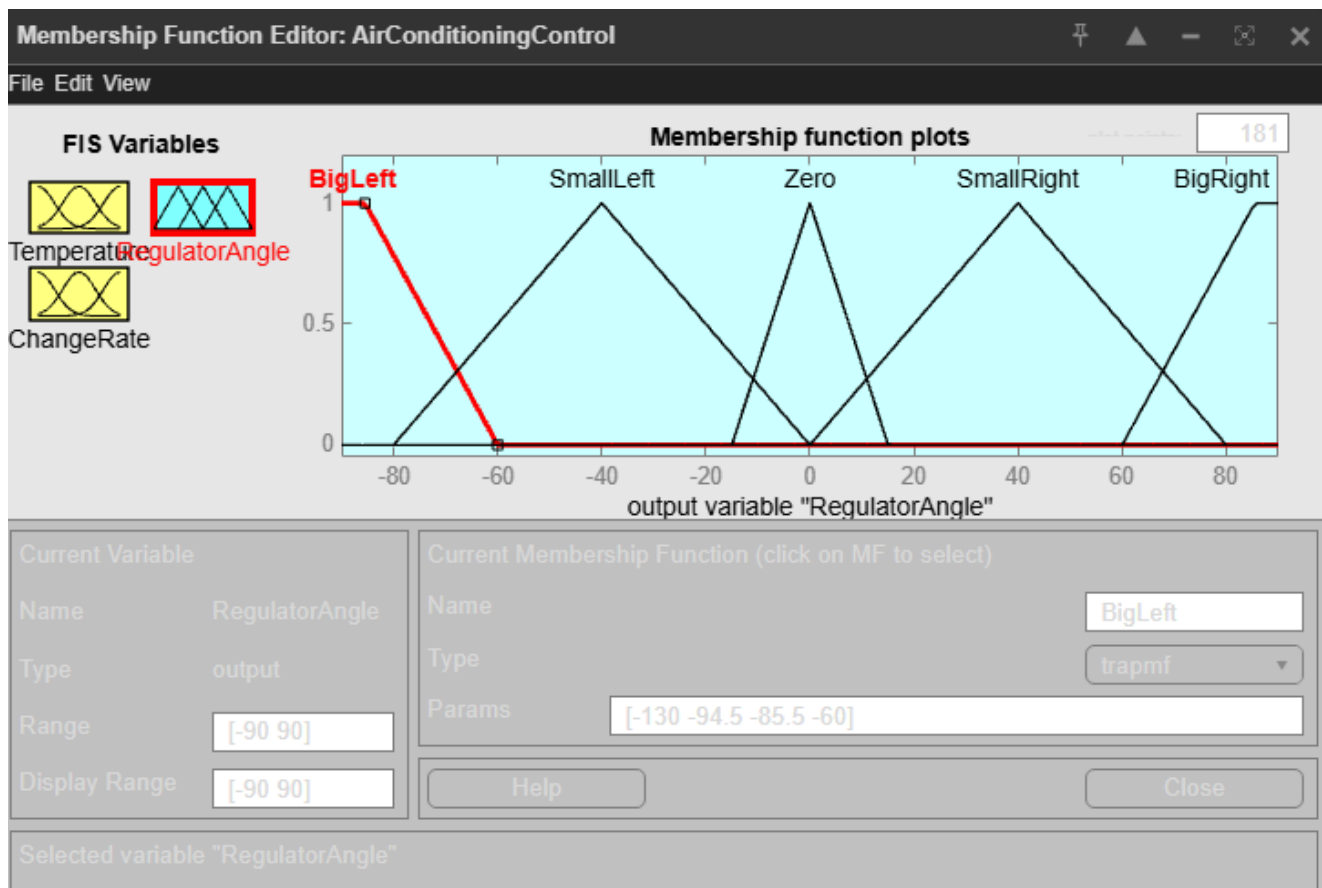 Membership Function Editor: AirConditioningControl
File Edit View
FIS Variables
Membership function plots
181
BigLeft SmallLeft Zero SmallRight BigRight
1
0.5
0
-80 -60 -40 -20 0 20 40 60 80
output variable "RegulatorAngle"
Temperature
RegulatorAngle
ChangeRate
Current Variable
Name RegulatorAngle
Type output
Range [-90 90]
Display Range [-90 90]
Current Membership Function (click on MF to select)
Name BigLeft
Type trapmf
Params [-130 -94.5 -85.5 -60]
Help Close
Selected variable "RegulatorAngle"